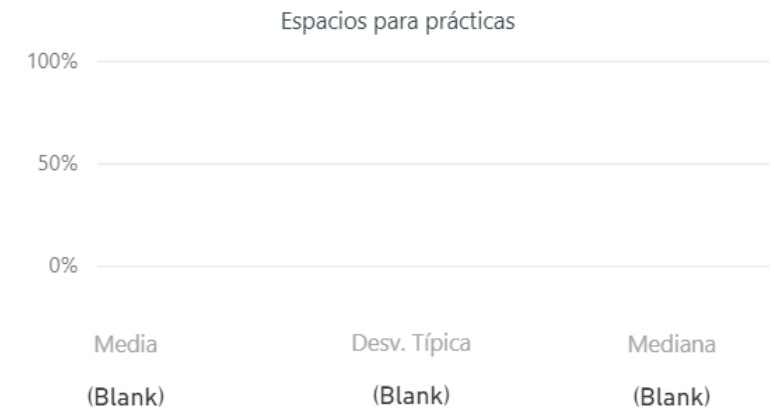 Espacios para prácticas
100%
50%
0%
Media Desv. Típica Mediana
(Blank) (Blank) (Blank)